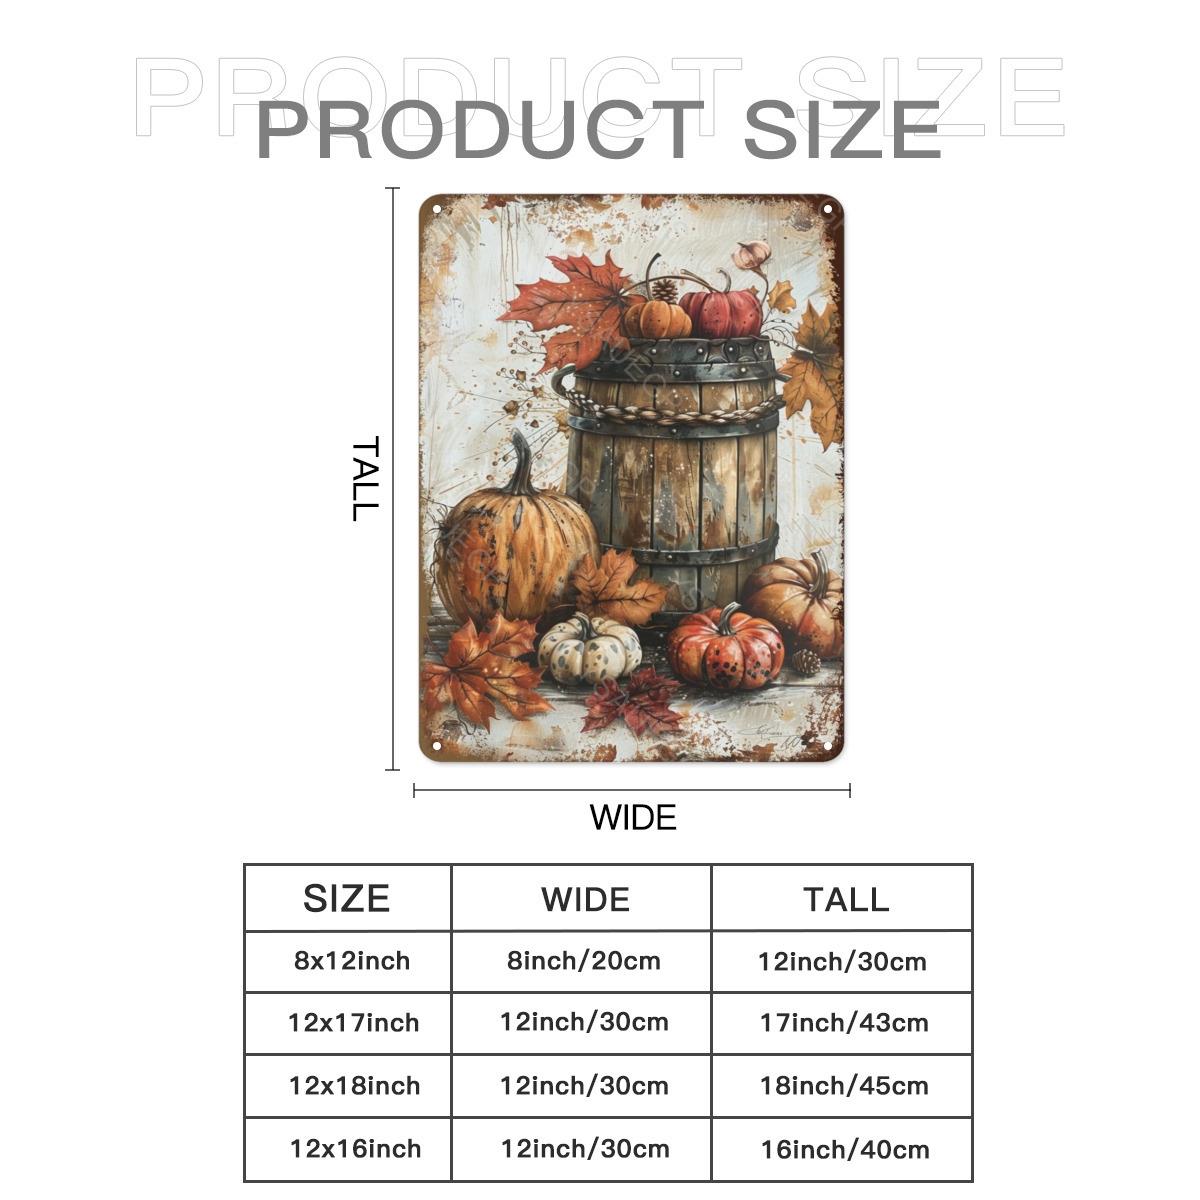 PRODUCT SIZE
PRODUCT SIZE
TALL
WIDE
SIZE WIDE TALL
8x12inch 8inch/20cm 12inch/30cm
12x17inch 12inch/30cm 17inch/43cm
12x18inch 12inch/30cm 18inch/45cm
12x16inch 12inch/30cm 16inch/40cm